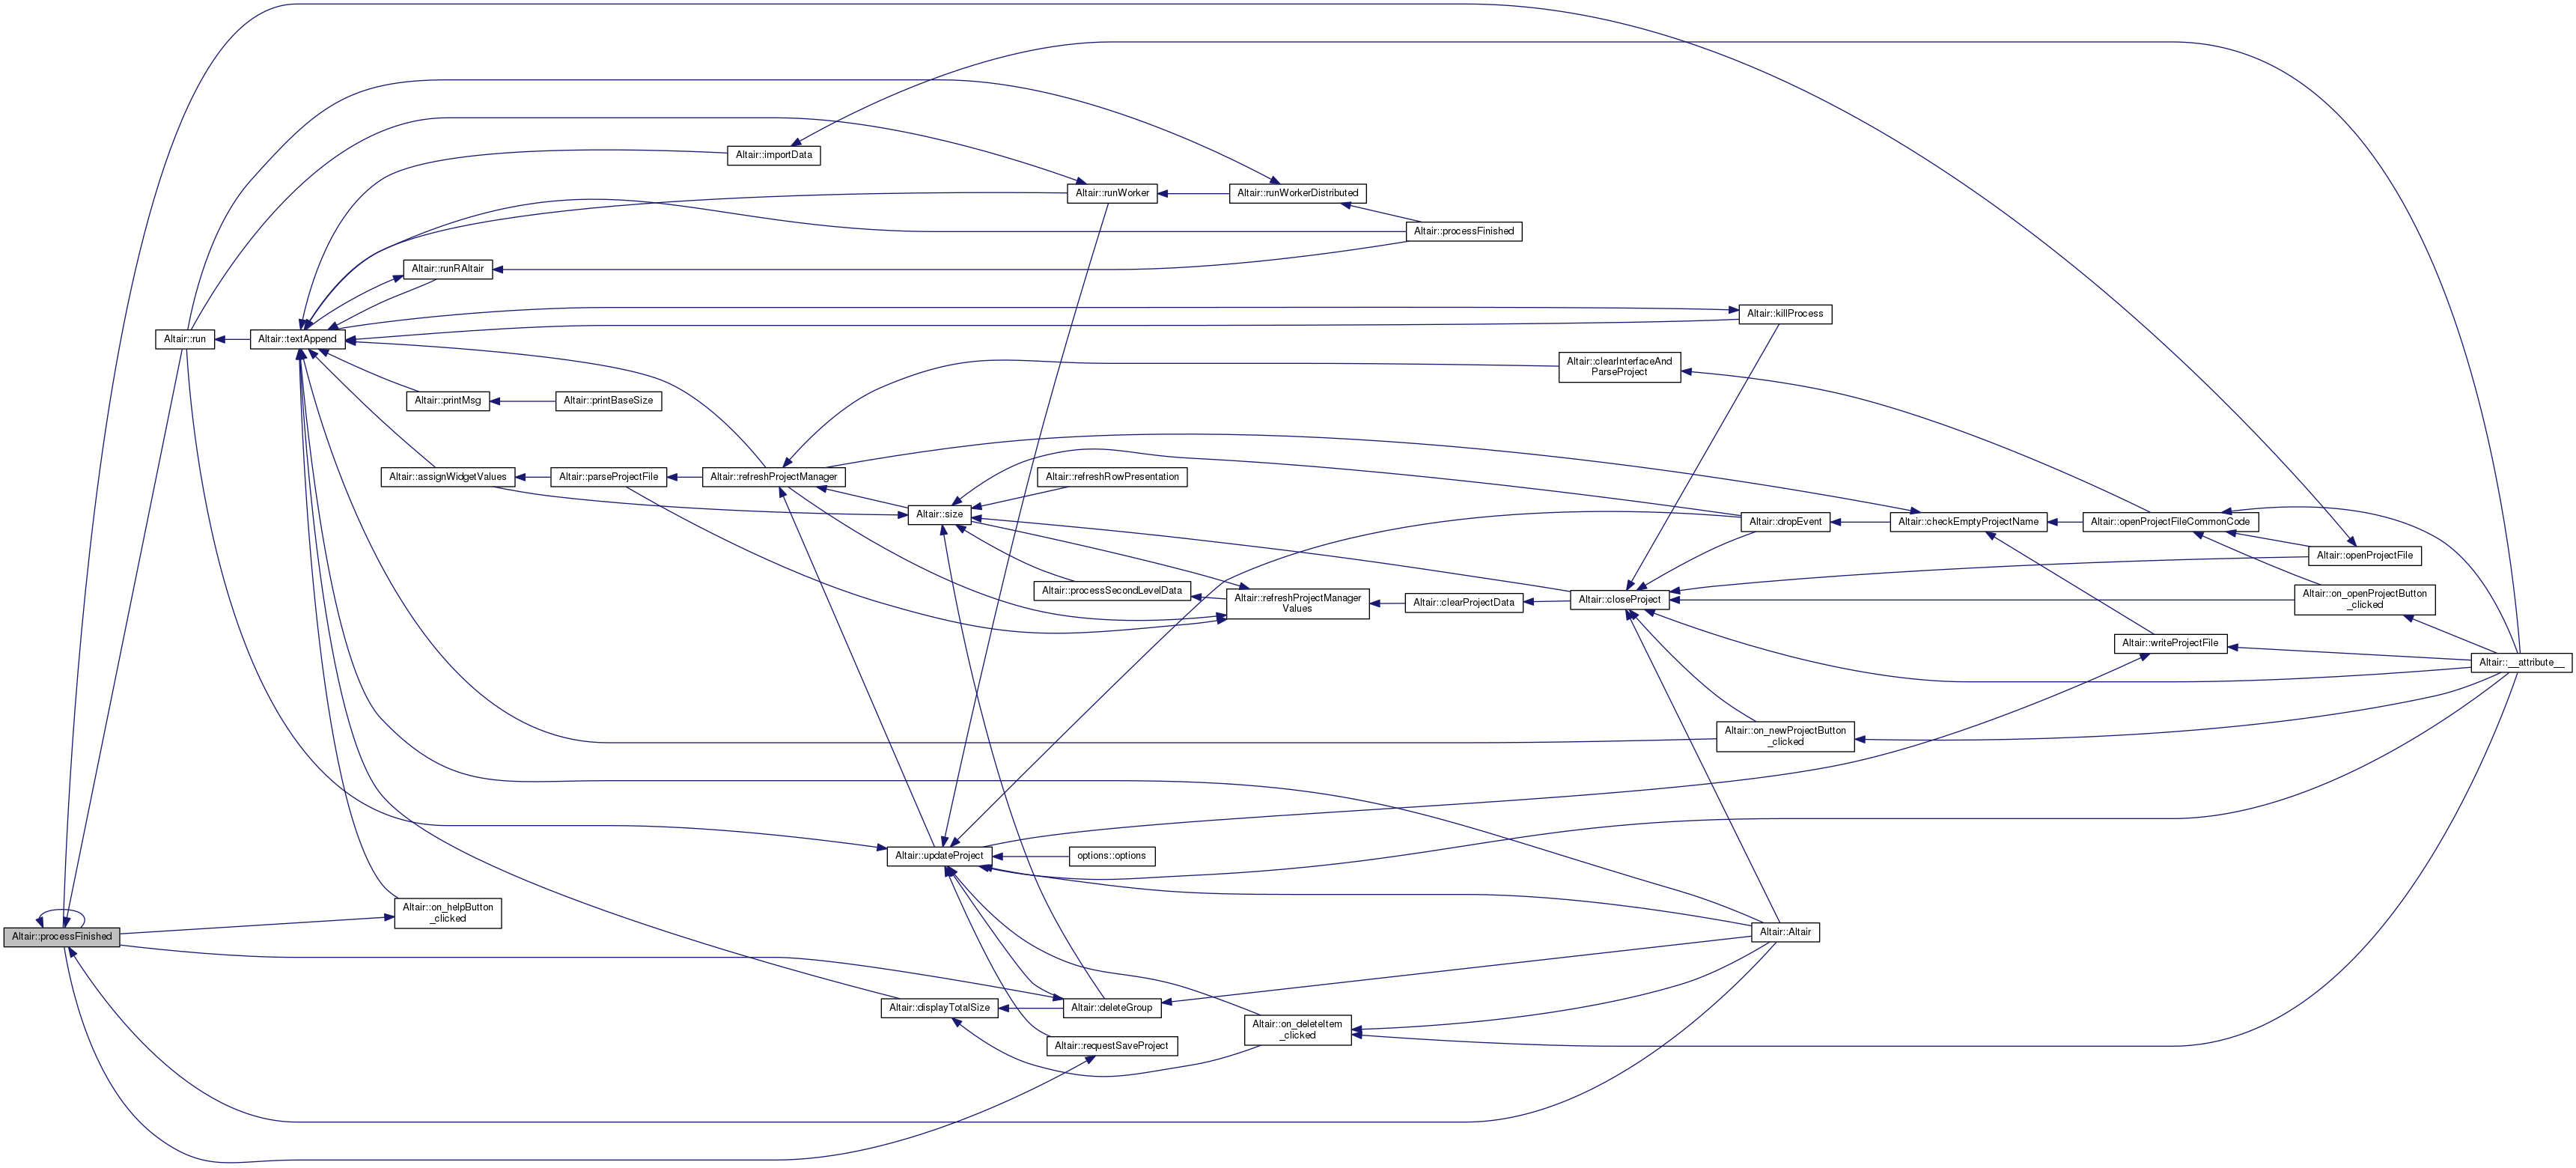 Altair::importData
Altair::runWorker
Altair::runWorkerDistributed
Altair::processFinished
Altair::runRAltair
Altair::killProcess
Altair::run
Altair::textAppend
Altair::clearInterfaceAnd
ParseProject
Altair::printMsg
Altair::printBaseSize
Altair::assignWidgetValues
Altair::parseProjectFile
Altair::refreshProjectManager
Altair::refreshRowPresentation
Altair::size
Altair::dropEvent
Altair::checkEmptyProjectName
Altair::openProjectFileCommonCode
Altair::openProjectFile
Altair::processSecondLevelData
Altair::refreshProjectManager
Values
Altair::clearProjectData
Altair::closeProject
Altair::on_openProjectButton
_clicked
Altair::writeProjectFile
Altair::__attribute__
Altair::on_newProjectButton
_clicked
Altair::updateProject
options::options
Altair::on_helpButton
_clicked
Altair::processFinished
Altair::Altair
Altair::displayTotalSize
Altair::deleteGroup
Altair::on_deleteItem
_clicked
Altair::requestSaveProject